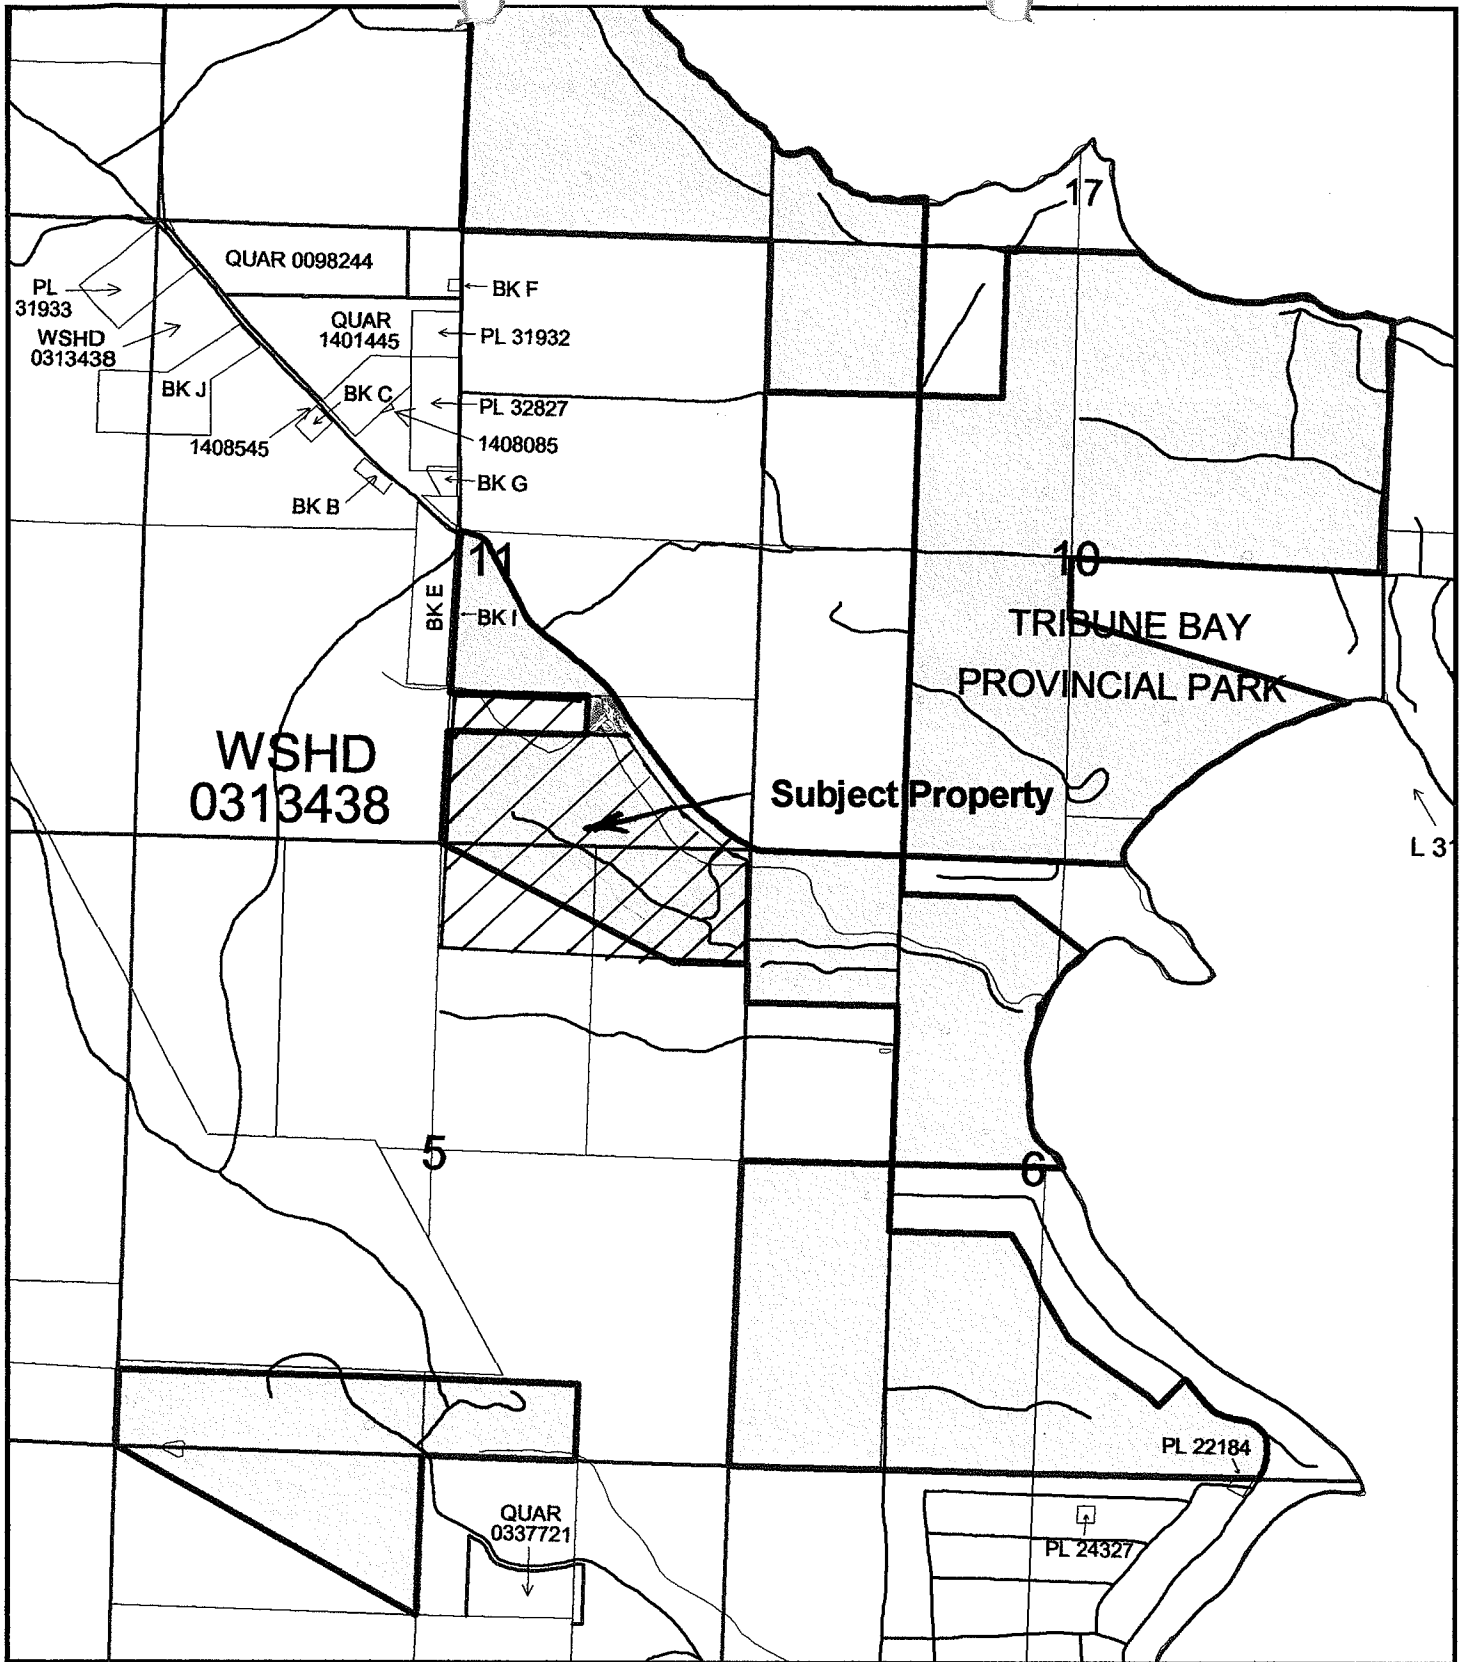 17
QUAR 0098244
BK F
PL
31933
WSHD
0313438
QUAR
1401445
PL 31932
BK J
BK C
PL 32827
1408545
1408085
BK G
BK B
11
10
BK E
BK I
TRIBUNE BAY
PROVINCIAL PARK
WSHD
0313438
Subject Property
5
6
PL 22184
QUAR
0337721
PL 24327